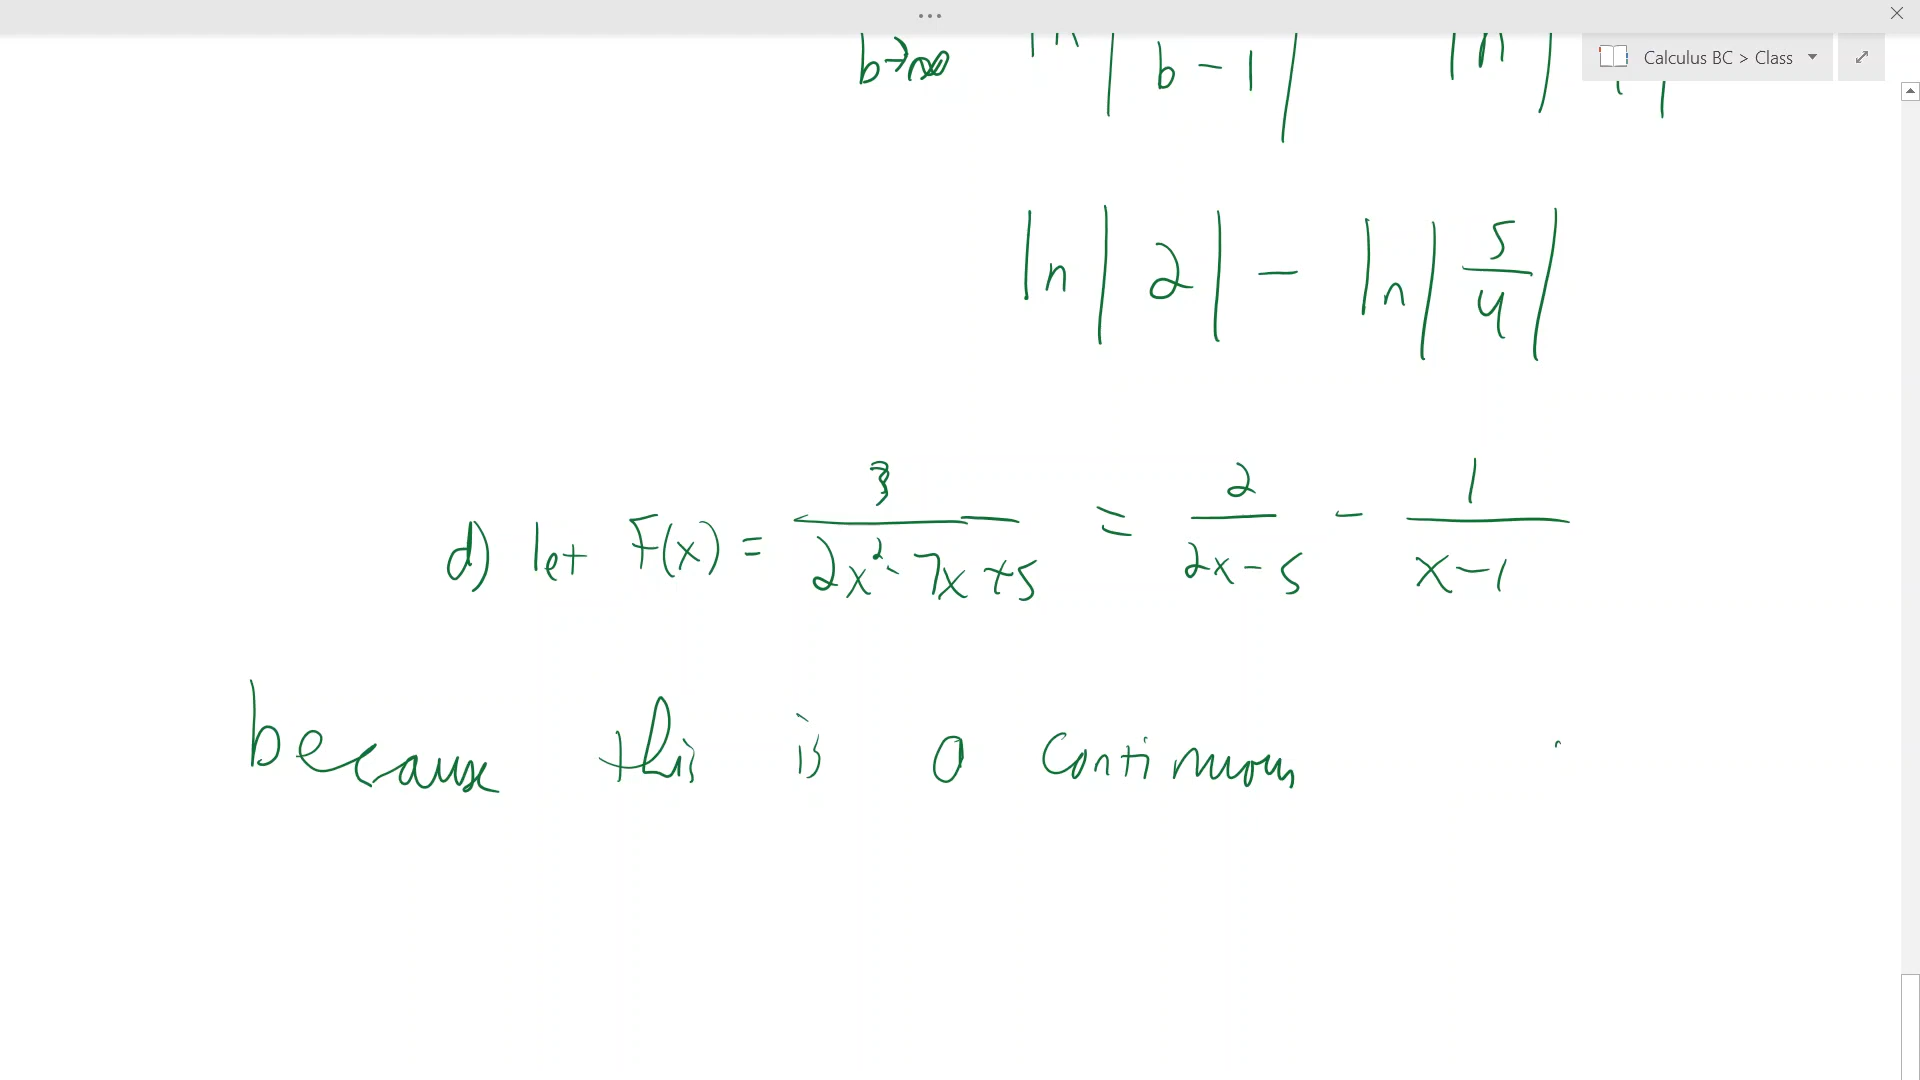 Calculus BC > Class
b→∞ ln | b - 1 | ln |
ln | 2 | - ln | 5/4 |
d) let F(x) = 3/(2x² - 7x + 5) = 2/(2x - 5) - 1/(x - 1)
because this is a continuous